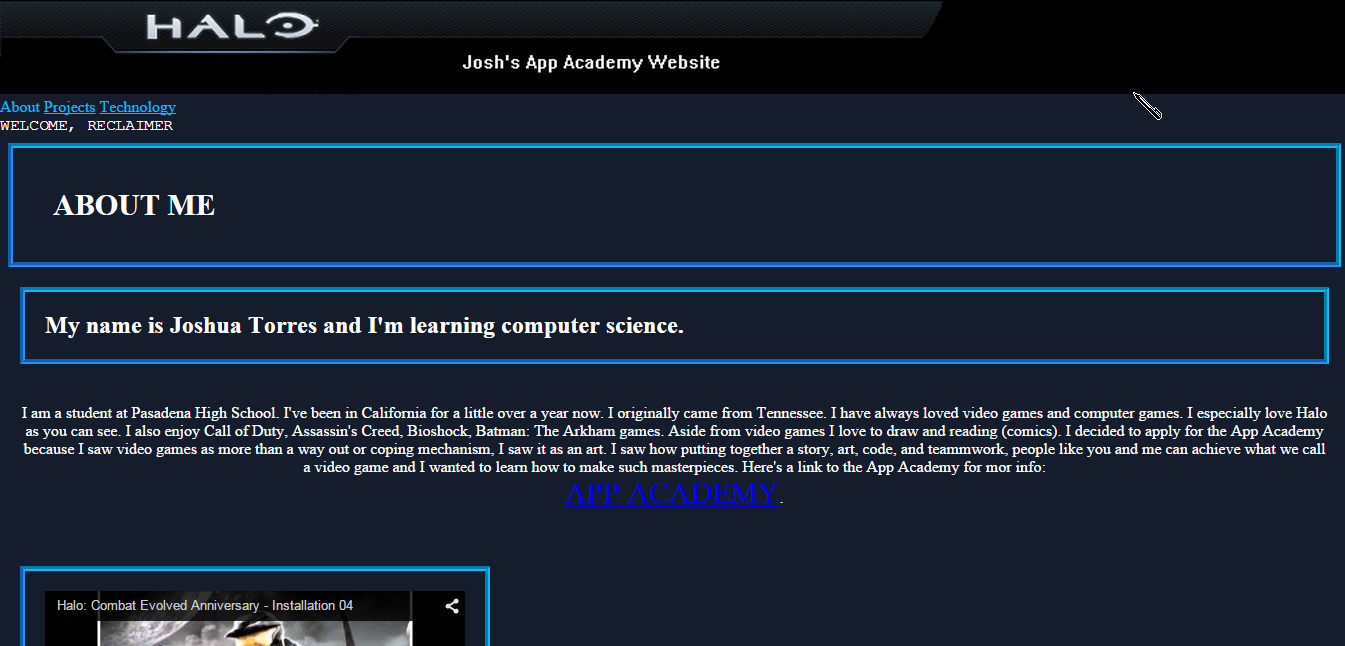 HALO
Josh's App Academy Website
About Projects Technology
WELCOME, RECLAIMER
ABOUT ME
My name is Joshua Torres and I'm learning computer science.
I am a student at Pasadena High School. I've been in California for a little over a year now. I originally came from Tennessee. I have always loved video games and computer games. I especially love Halo
as you can see. I also enjoy Call of Duty, Assassin's Creed, Bioshock, Batman: The Arkham games. Aside from video games I love to draw and reading (comics). I decided to apply for the App Academy
because I saw video games as more than a way out or coping mechanism, I saw it as an art. I saw how putting together a story, art, code, and teamwork, people like you and me can achieve what we call
a video game and I wanted to learn how to make such masterpieces. Here's a link to the App Academy for mor info:
APP ACADEMY.
Halo: Combat Evolved Anniversary - Installation 04